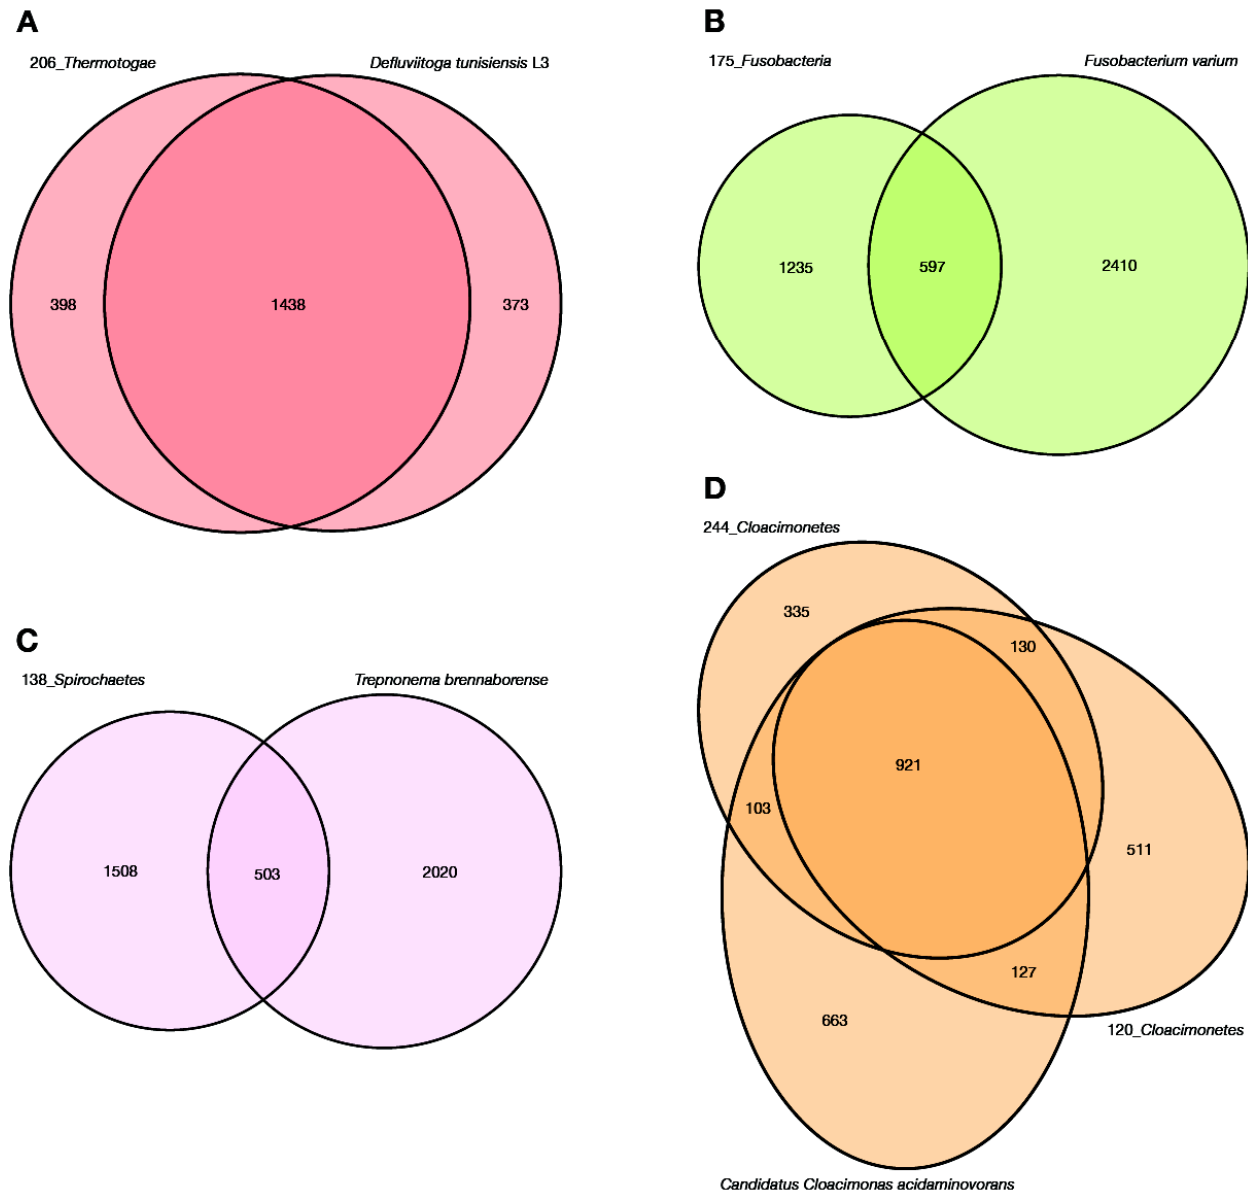 A
206_Thermotogae
Defluviitoga tunisiensis L3
398
1438
373
B
175_Fusobacteria
Fusobacterium varium
1235
597
2410
C
138_Spirochaetes
Trepnonema brennaborense
1508
503
2020
D
244_Cloacimonetes
335
130
921
103
511
127
663
120_Cloacimonetes
Candidatus Cloacimonas acidaminovorans